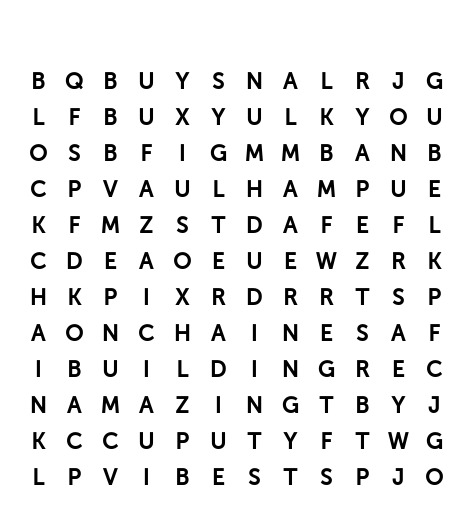 B Q B U Y S N A L R J G
L F B U X Y U L K Y O U
O S B F I G M M B A N B
C P V A U L H A M P U E
K F M Z S T D A F E F L
C D E A O E U E W Z R K
H K P I X R D R R T S P
A O N C H A I N E S A F
I B U I L D I N G R E C
N A M A Z I N G T B Y J
K C C U P U T Y F T W G
L P V I B E S T S P J O